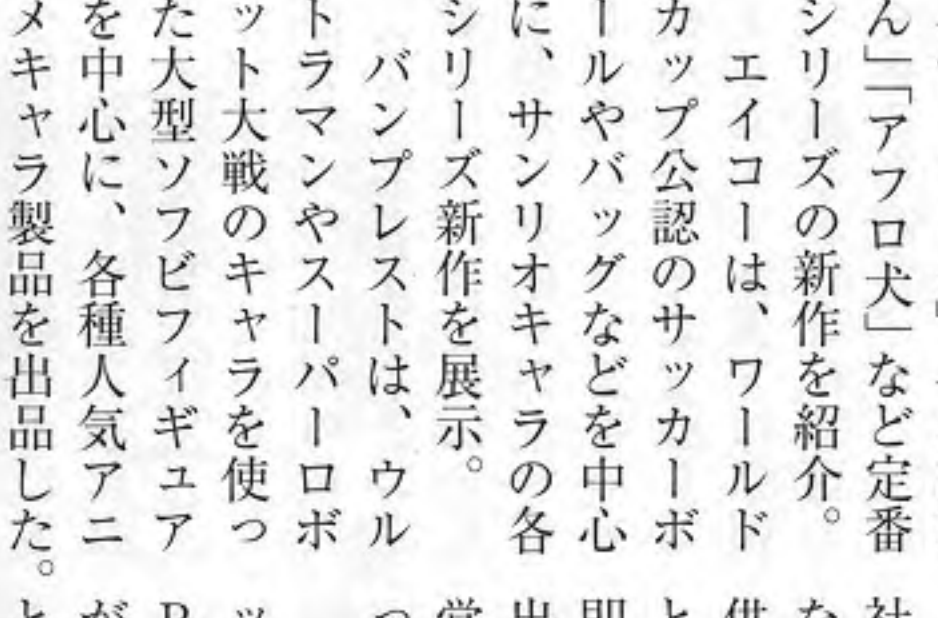 ん」「アフロ犬」など定番
シリーズの新作を紹介。
エイコーは、ワールド
カップ公認のサッカーボ
ールやバッグなどを中心
に、サンリオキャラの各
シリーズ新作を展示。
バンプレストは、ウル
トラマンやスーパーロボ
ット大戦のキャラを使っ
た大型ソフビフィギュア
を中心に、各種人気アニ
メキャラ製品を出品した。